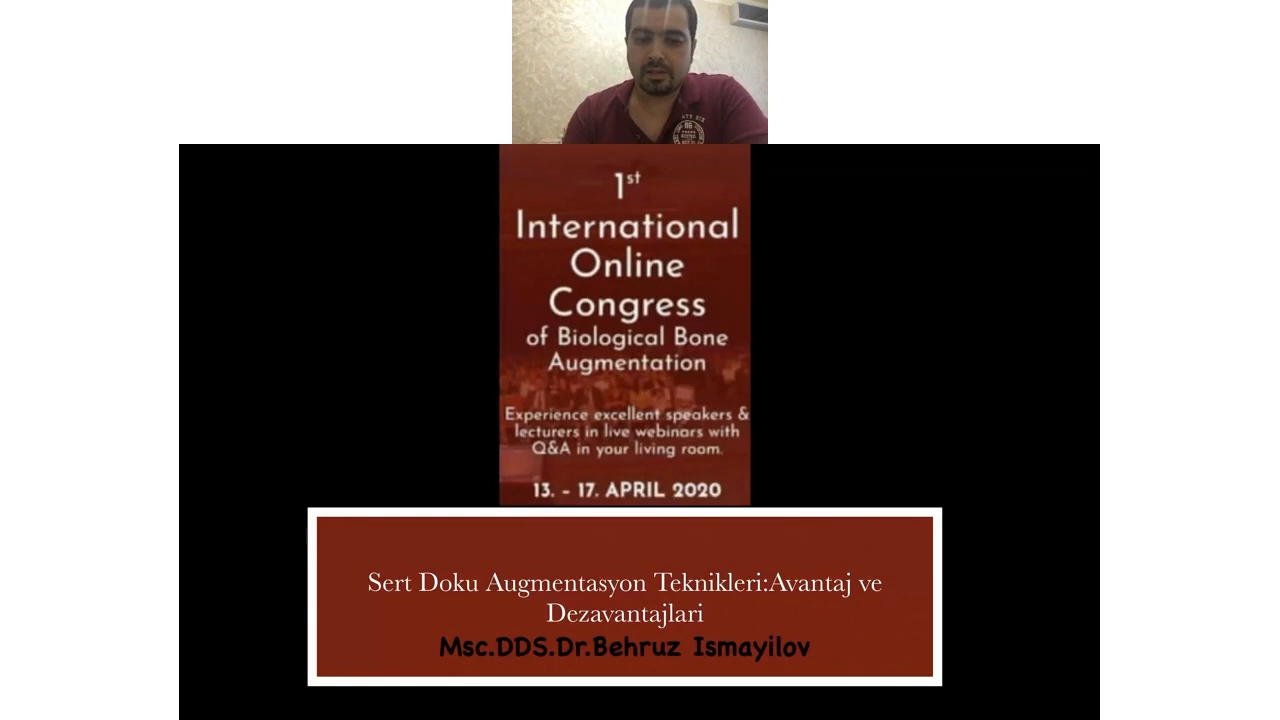 1st
International
Online
Congress
of Biological Bone
Augmentation
Experience excellent speakers &
lecturers in live webinars with
Q&A in your living room.
13. - 17. APRIL 2020
Sert Doku Augmentasyon Teknikleri:Avantaj ve
Dezavantajlari
Msc.DDS.Dr.Behruz Ismayilov